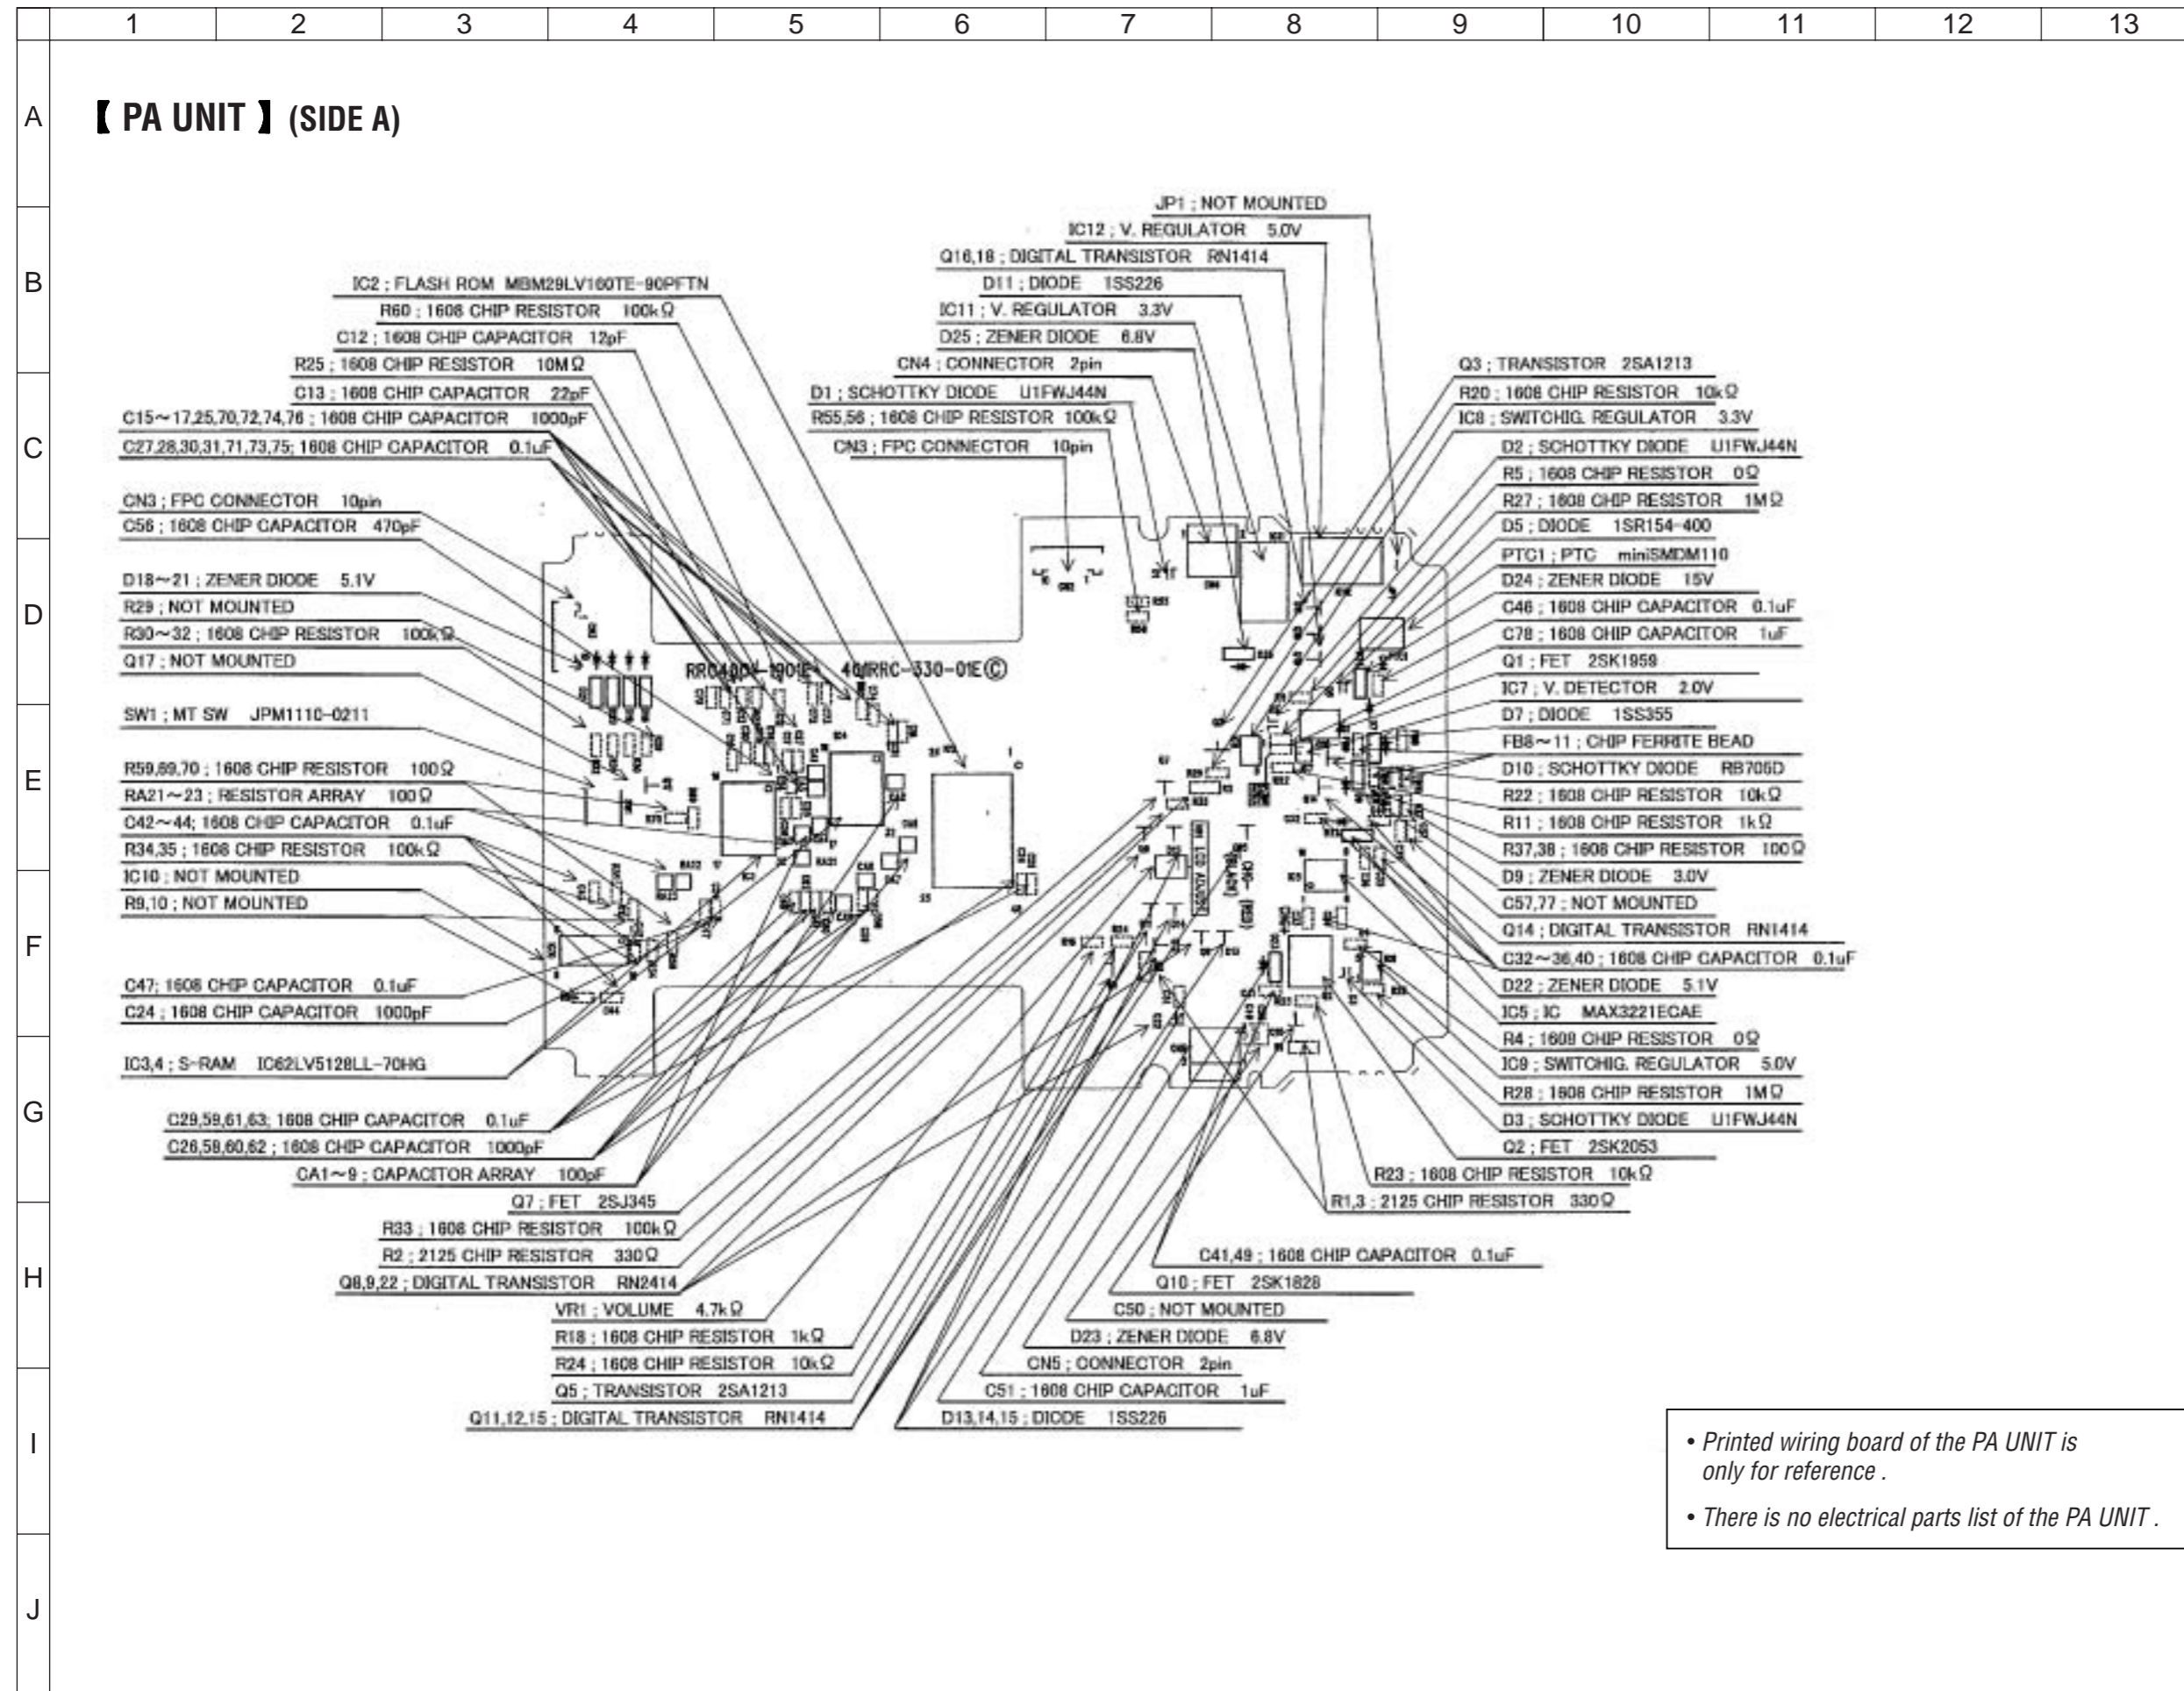 1 2 3 4 5 6 7 8 9 10 11 12 13
A
B
C
D
E
F
G
H
I
J
【 PA UNIT 】 (SIDE A)
JP1 ; NOT MOUNTED
IC12 ; V. REGULATOR 5.0V
Q16,18 ; DIGITAL TRANSISTOR RN1414
D11 ; DIODE 1SS226
IC11 ; V. REGULATOR 3.3V
D25 ; ZENER DIODE 6.8V
CN4 ; CONNECTOR 2pin
D1 ; SCHOTTKY DIODE U1FWJ44N
R55,56 ; 1608 CHIP RESISTOR 100kΩ
CN3 ; FPC CONNECTOR 10pin
IC2 ; FLASH ROM MBM29LV160TE-90PFTN
R60 ; 1608 CHIP RESISTOR 100kΩ
C12 ; 1608 CHIP CAPACITOR 12pF
R25 ; 1608 CHIP RESISTOR 10MΩ
C13 ; 1608 CHIP CAPACITOR 22pF
C15~17,25,70,72,74,76 ; 1608 CHIP CAPACITOR 1000pF
C27,28,30,31,71,73,75; 1608 CHIP CAPACITOR 0.1uF
CN3 ; FPC CONNECTOR 10pin
C56 ; 1608 CHIP CAPACITOR 470pF
D18~21 ; ZENER DIODE 5.1V
R29 ; NOT MOUNTED
R30~32 ; 1608 CHIP RESISTOR 100kΩ
Q17 ; NOT MOUNTED
SW1 ; MT SW JPM1110-0211
R59,69,70 ; 1608 CHIP RESISTOR 100Ω
RA21~23 ; RESISTOR ARRAY 100Ω
C42~44; 1608 CHIP CAPACITOR 0.1uF
R34,35 ; 1608 CHIP RESISTOR 100kΩ
IC10 ; NOT MOUNTED
R9,10 ; NOT MOUNTED
C47; 1608 CHIP CAPACITOR 0.1uF
C24 ; 1608 CHIP CAPACITOR 1000pF
IC3,4 ; S-RAM IC62LV5128LL-70HG
C29,59,61,63; 1608 CHIP CAPACITOR 0.1uF
C26,58,60,62 ; 1608 CHIP CAPACITOR 1000pF
CA1~9 ; CAPACITOR ARRAY 100pF
Q7 ; FET 2SJ345
R33 ; 1608 CHIP RESISTOR 100kΩ
R2 ; 2125 CHIP RESISTOR 330Ω
Q8,9,22 ; DIGITAL TRANSISTOR RN2414
VR1 ; VOLUME 4.7kΩ
R18 ; 1608 CHIP RESISTOR 1kΩ
R24 ; 1608 CHIP RESISTOR 10kΩ
Q5 ; TRANSISTOR 2SA1213
Q11,12,15 ; DIGITAL TRANSISTOR RN1414
Q3 ; TRANSISTOR 2SA1213
R20 ; 1608 CHIP RESISTOR 10kΩ
IC8 ; SWITCHIG. REGULATOR 3.3V
D2 ; SCHOTTKY DIODE U1FWJ44N
R5 ; 1608 CHIP RESISTOR 0Ω
R27 ; 1608 CHIP RESISTOR 1MΩ
D5 ; DIODE 1SR154-400
PTC1 ; PTC miniSMDM110
D24 ; ZENER DIODE 15V
C46 ; 1608 CHIP CAPACITOR 0.1uF
C78 ; 1608 CHIP CAPACITOR 1uF
Q1 ; FET 2SK1959
IC7 ; V. DETECTOR 2.0V
D7 ; DIODE 1SS355
FB8~11 ; CHIP FERRITE BEAD
D10 ; SCHOTTKY DIODE RB705D
R22 ; 1608 CHIP RESISTOR 10kΩ
R11 ; 1608 CHIP RESISTOR 1kΩ
R37,38 ; 1608 CHIP RESISTOR 100Ω
D9 ; ZENER DIODE 3.0V
C57,77 ; NOT MOUNTED
Q14 ; DIGITAL TRANSISTOR RN1414
C32~36,40 ; 1608 CHIP CAPACITOR 0.1uF
D22 ; ZENER DIODE 5.1V
IC5 ; IC MAX3221ECAE
R4 ; 1608 CHIP RESISTOR 0Ω
IC9 ; SWITCHIG. REGULATOR 5.0V
R28 ; 1608 CHIP RESISTOR 1MΩ
D3 ; SCHOTTKY DIODE U1FWJ44N
Q2 ; FET 2SK2053
R23 ; 1608 CHIP RESISTOR 10kΩ
R1,3 ; 2125 CHIP RESISTOR 330Ω
C41,49 ; 1608 CHIP CAPACITOR 0.1uF
Q10 ; FET 2SK1828
C50 ; NOT MOUNTED
D23 ; ZENER DIODE 6.8V
CN5 ; CONNECTOR 2pin
C51 ; 1608 CHIP CAPACITOR 1uF
D13,14,15 ; DIODE 1SS226
• Printed wiring board of the PA UNIT is
only for reference .
• There is no electrical parts list of the PA UNIT .